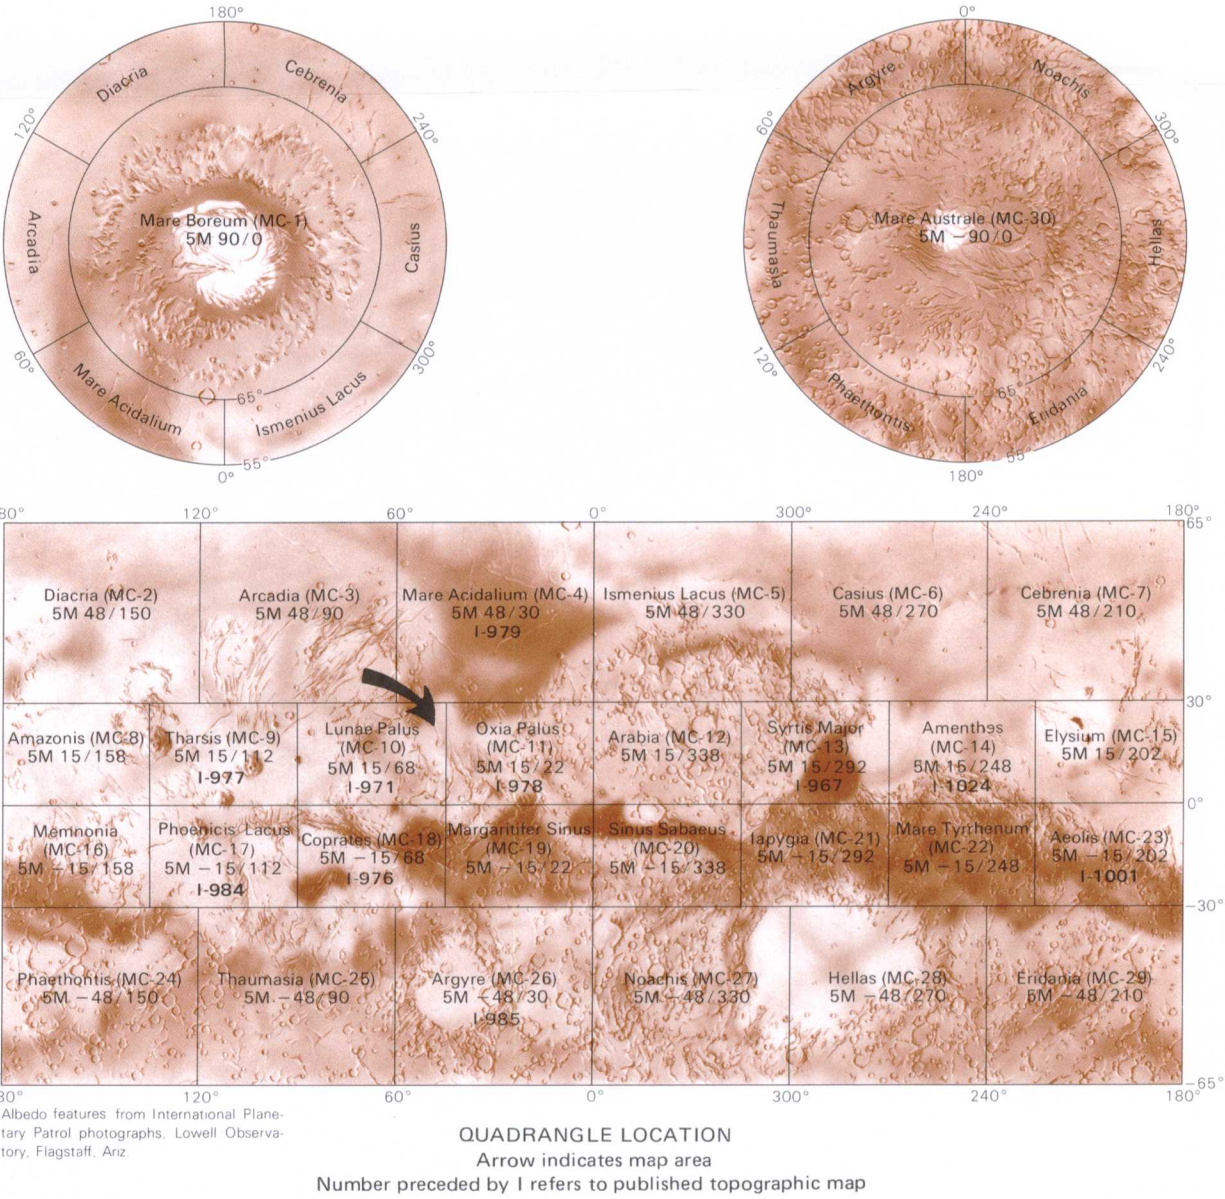 180°
0°
Diacria
Cebrenia
Argyre
Noachis
120°
240°
60°
300°
Mare Boreum (MC-1)
5M 90/0
Mare Australe (MC-30)
5M −90/0
Arcadia
Casius
Thaumasia
Hellas
60°
300°
120°
240°
Mare Acidalium
Ismenius Lacus
Phaethontis
Eridania
65°
65°
55°
55°
0°
180°
80°
120°
60°
0°
300°
240°
180°
65°
Diacria (MC-2)
5M 48/150
Arcadia (MC-3)
5M 48/90
Mare Acidalium (MC-4)
5M 48/30
I-979
Ismenius Lacus (MC-5)
5M 48/330
Casius (MC-6)
5M 48/270
Cebrenia (MC-7)
5M 48/210
30°
Amazonis (MC-8)
5M 15/158
Tharsis (MC-9)
5M 15/112
I-977
Lunae Palus
(MC-10)
5M 15/68
I-971
Oxia Palus
(MC-11)
5M 15/22
I-978
Arabia (MC-12)
5M 15/338
Syrtis Major
(MC-13)
5M 15/292
I-967
Amenthes
(MC-14)
5M 15/248
I-1024
Elysium (MC-15)
5M 15/202
0°
Memnonia
(MC-16)
5M −15/158
Phoenicis Lacus
(MC-17)
5M −15/112
I-984
Coprates (MC-18)
5M −15/68
I-976
Margaritifer Sinus
(MC-19)
5M −15/22
Sinus Sabaeus
(MC-20)
5M −15/338
Iapygia (MC-21)
5M −15/292
Mare Tyrrhenum
(MC-22)
5M −15/248
Aeolis (MC-23)
5M −15/202
I-1001
−30°
Phaethontis (MC-24)
5M −48/150
Thaumasia (MC-25)
5M −48/90
Argyre (MC-26)
5M −48/30
I-985
Noachis (MC-27)
5M −48/330
Hellas (MC-28)
5M −48/270
Eridania (MC-29)
5M −48/210
−65°
80°
120°
60°
0°
300°
240°
180°
Albedo features from International Plane-
tary Patrol photographs, Lowell Observa-
tory, Flagstaff, Ariz
QUADRANGLE LOCATION
Arrow indicates map area
Number preceded by I refers to published topographic map